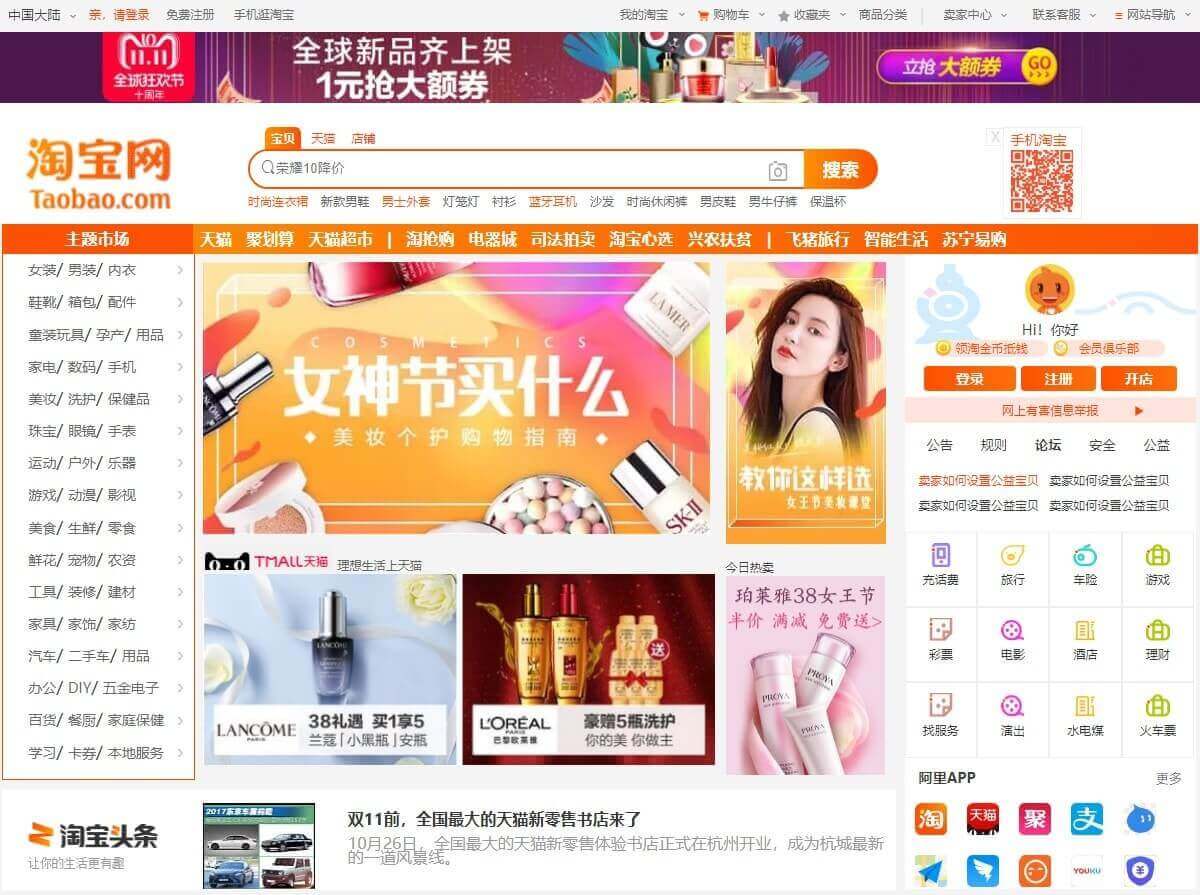 中国大陆 亲，请登录 免费注册 手机逛淘宝 我的淘宝 购物车 收藏夹 商品分类 卖家中心 联系客服 网站导航
11.11
全球狂欢节
十周年
全球新品齐上架
1元抢大额券
立抢大额券 GO
淘宝网
Taobao.com
宝贝 天猫 店铺
荣耀10降价 搜索
时尚连衣裙 新款男鞋 男士外套 灯笼灯 衬衫 蓝牙耳机 沙发 时尚休闲裤 男皮鞋 男牛仔裤 保温杯
X 手机淘宝
主题市场 天猫 聚划算 天猫超市 | 淘抢购 电器城 司法拍卖 淘宝心选 兴农扶贫 | 飞猪旅行 智能生活 苏宁易购
女装/ 男装/ 内衣
鞋靴/ 箱包/ 配件
童装玩具/ 孕产/ 用品
家电/ 数码/ 手机
美妆/ 洗护/ 保健品
珠宝/ 眼镜/ 手表
运动/ 户外/ 乐器
游戏/ 动漫/ 影视
美食/ 生鲜/ 零食
鲜花/ 宠物/ 农资
工具/ 装修/ 建材
家具/ 家饰/ 家纺
汽车/ 二手车/ 用品
办公/ DIY/ 五金电子
百货/ 餐厨/ 家庭保健
学习/ 卡券/ 本地服务
LA MER
COSMETICS
女神节买什么
美妆个护购物指南
SK-II
教你这样选
女王节美妆课堂
TMALL天猫 理想生活上天猫
LANCÔME
LANCÔME
PARIS
38礼遇 买1享5
兰蔻 | 小黑瓶 | 安瓶
送
L'ORÉAL
PARIS
巴黎欧莱雅
豪赠5瓶洗护
你的美 你做主
今日热卖
珀莱雅38女王节
半价 满减 免费送>
PROYA
PROYA
PROYA
Hi! 你好
领淘金币抵钱 会员俱乐部
登录 注册 开店
网上有害信息举报
公告 规则 论坛 安全 公益
卖家如何设置公益宝贝 卖家如何设置公益宝贝
卖家如何设置公益宝贝 卖家如何设置公益宝贝
充话费 旅行 车险 游戏
彩票 电影 酒店 理财
找服务 演出 水电煤 火车票
阿里APP 更多
淘 天猫 聚 支
YOUKU
淘宝头条
让你的生活更有趣
双11前，全国最大的天猫新零售书店来了
10月26日，全国最大的天猫新零售体验书店正式在杭州开业，成为杭城最新
的一道风景线。